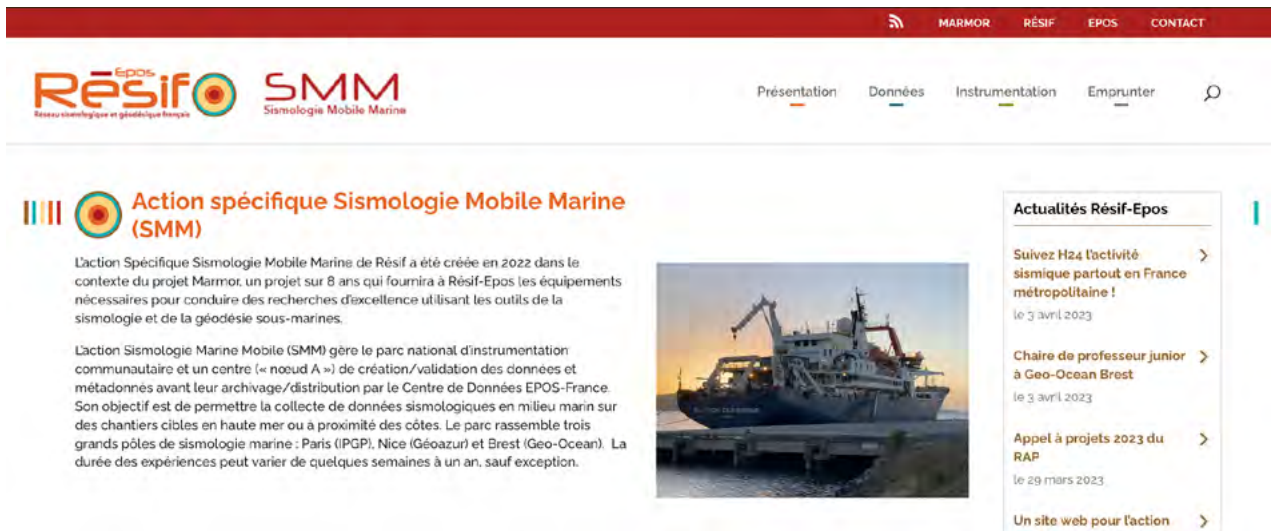 MARMOR RÉSIF EPOS CONTACT
Epos
Résif
Réseau sismologique et géodésique français
SMM
Sismologie Mobile Marine
Présentation Données Instrumentation Emprunter
Action spécifique Sismologie Mobile Marine
(SMM)
L'action Spécifique Sismologie Mobile Marine de Résif a été créée en 2022 dans le
contexte du projet Marmor, un projet sur 8 ans qui fournira à Résif-Epos les équipements
nécessaires pour conduire des recherches d'excellence utilisant les outils de la
sismologie et de la géodésie sous-marines.
L'action Sismologie Marine Mobile (SMM) gère le parc national d'instrumentation
communautaire et un centre (« nœud A ») de création/validation des données et
métadonnés avant leur archivage/distribution par le Centre de Données EPOS-France.
Son objectif est de permettre la collecte de données sismologiques en milieu marin sur
des chantiers cibles en haute mer ou à proximité des côtes. Le parc rassemble trois
grands pôles de sismologie marine : Paris (IPGP), Nice (Géoazur) et Brest (Geo-Ocean). La
durée des expériences peut varier de quelques semaines à un an, sauf exception.
Actualités Résif-Epos
Suivez H24 l'activité
sismique partout en France
métropolitaine !
le 3 avril 2023
Chaire de professeur junior
à Geo-Ocean Brest
le 3 avril 2023
Appel à projets 2023 du
RAP
le 29 mars 2023
Un site web pour l'action